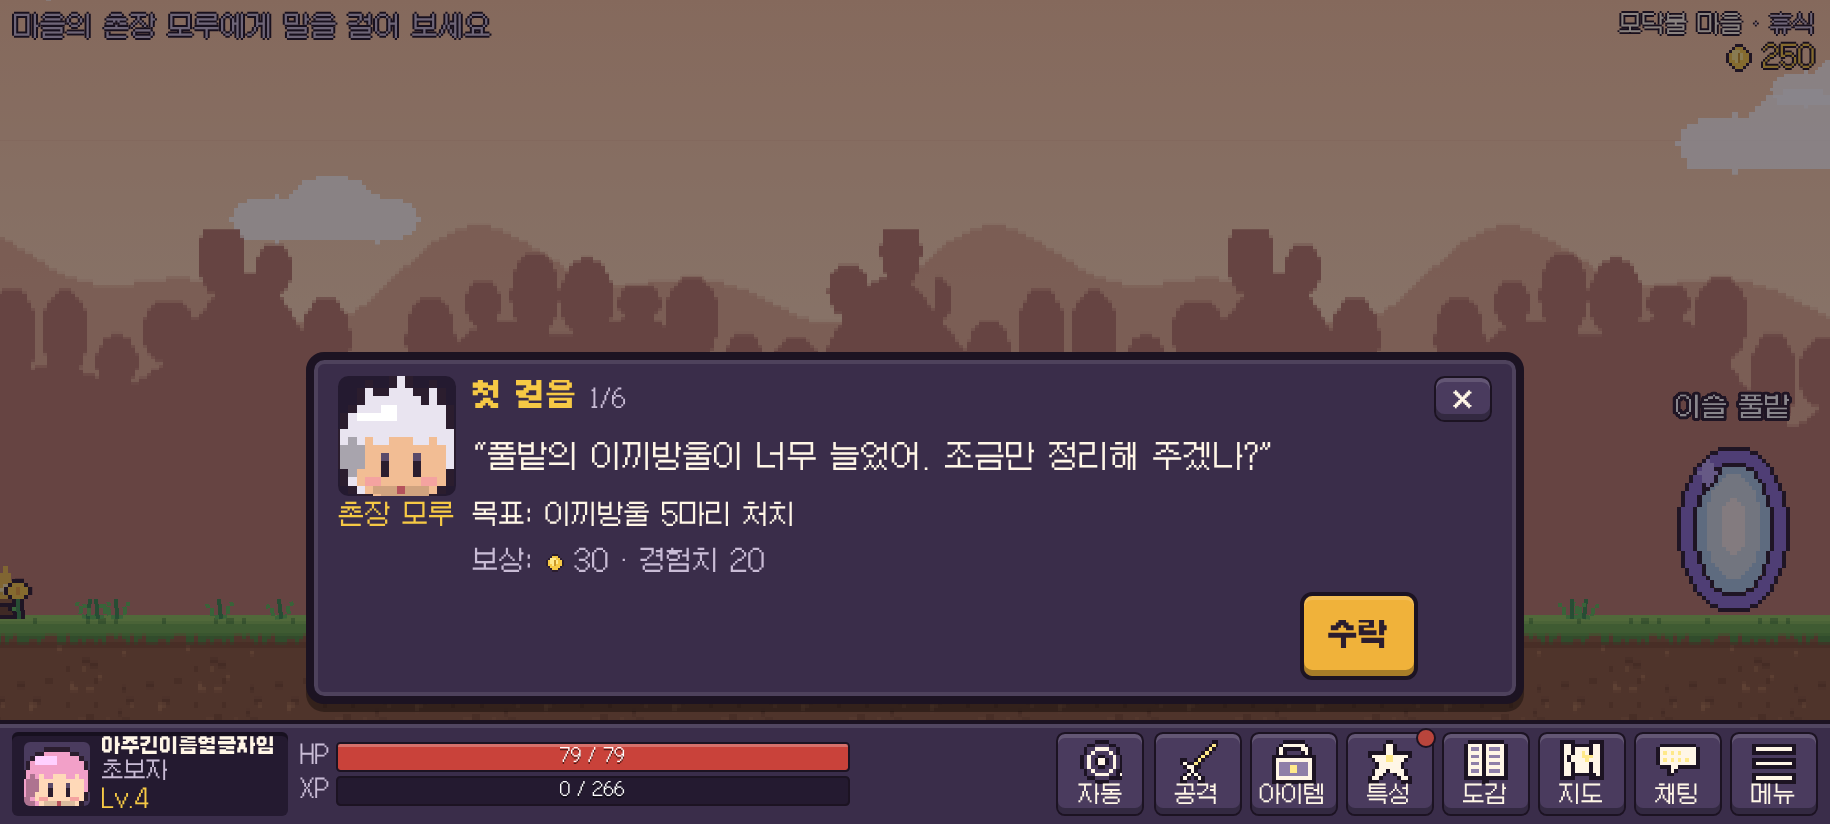 마을의 촌장 모루에게 말을 걸어 보세요
모닥불 마을 · 휴식
250
이슬 풀밭
첫 걸음 1/6
“풀밭의 이끼방울이 너무 늘었어. 조금만 정리해 주겠나?”
촌장 모루
목표: 이끼방울 5마리 처치
보상: 30 · 경험치 20
수락
아주긴이름열글자임
초보자
Lv.4
HP 79 / 79
XP 0 / 266
자동 공격 아이템 특성 도감 지도 채팅 메뉴